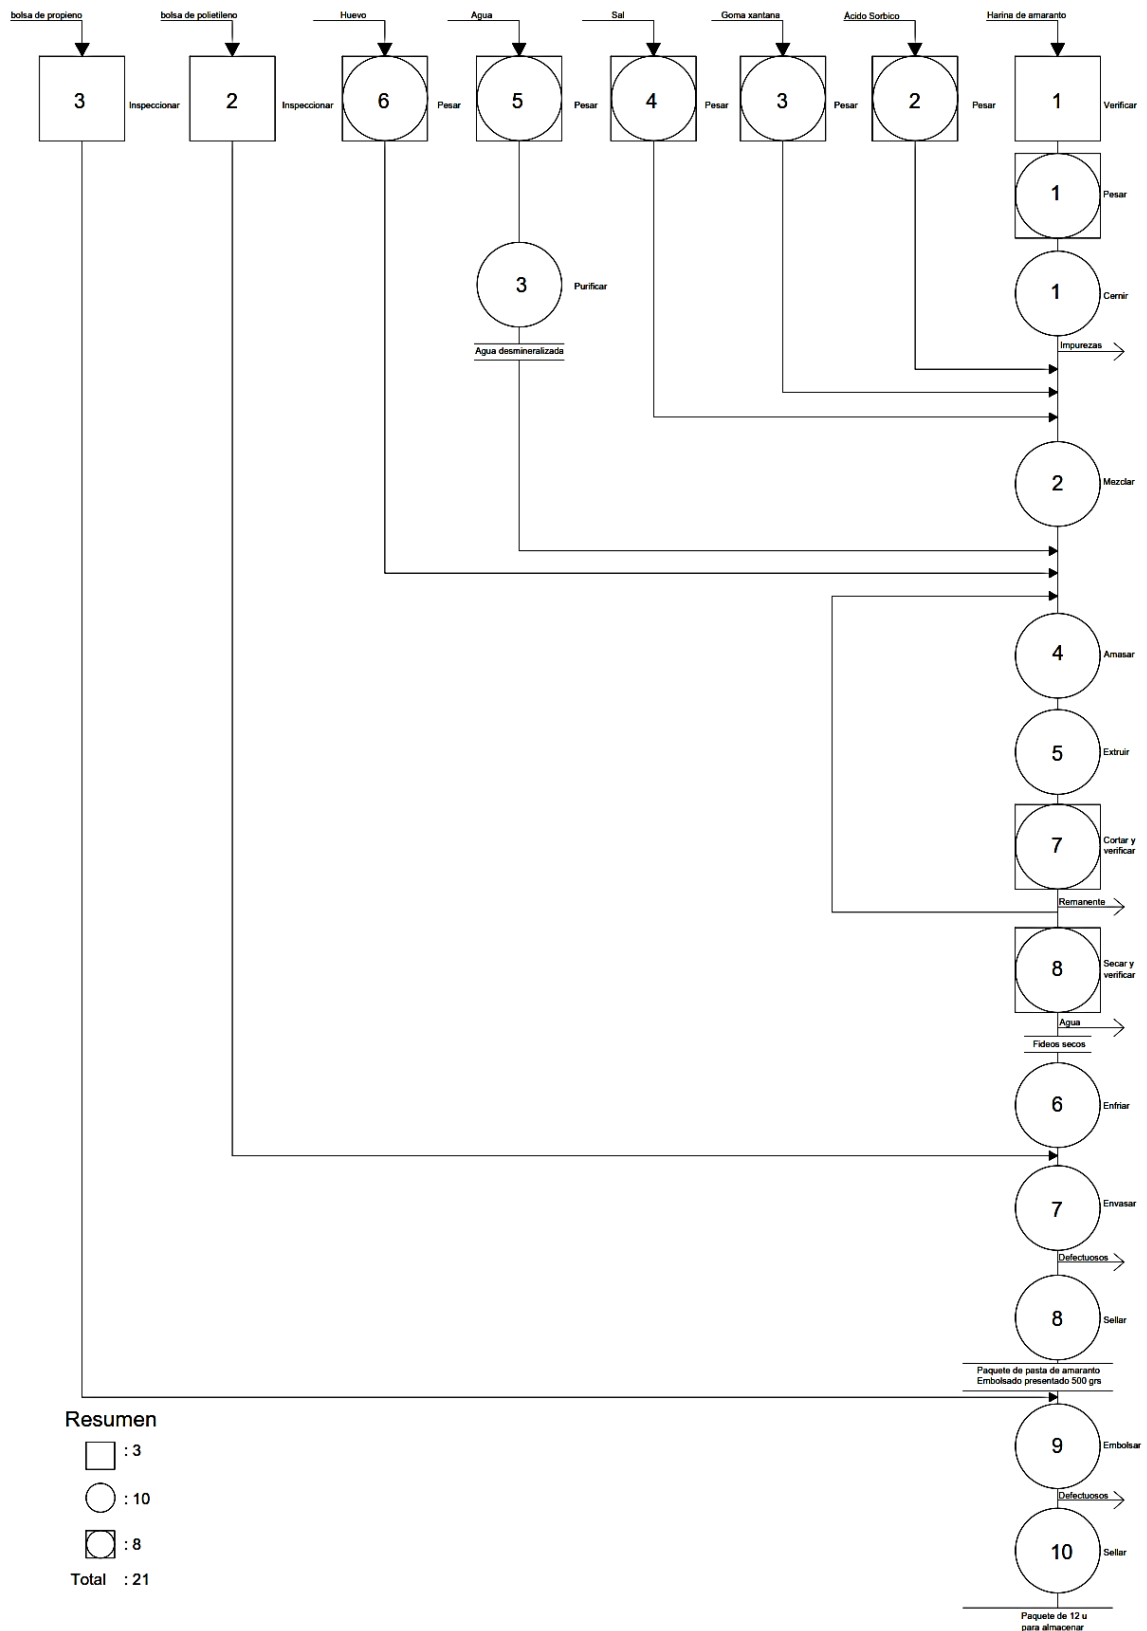 bolsa de propieno
bolsa de polietileno
Huevo
Agua
Sal
Goma xantana
Ácido Sorbico
Harina de amaranto
3
Inspeccionar
2
Inspeccionar
6
Pesar
5
Pesar
4
Pesar
3
Pesar
2
Pesar
1
Verificar
1
Pesar
3
Purificar
1
Cernir
Agua desmineralizada
Impurezas
2
Mezclar
4
Amasar
5
Extruir
7
Cortar y
verificar
Remanente
8
Secar y
verificar
Agua
Fideos secos
6
Enfriar
7
Envasar
Defectuosos
8
Sellar
Paquete de pasta de amaranto
Embolsado presentado 500 grs
9
Embolsar
Defectuosos
10
Sellar
Paquete de 12 u
para almacenar
Resumen
: 3
: 10
: 8
Total : 21